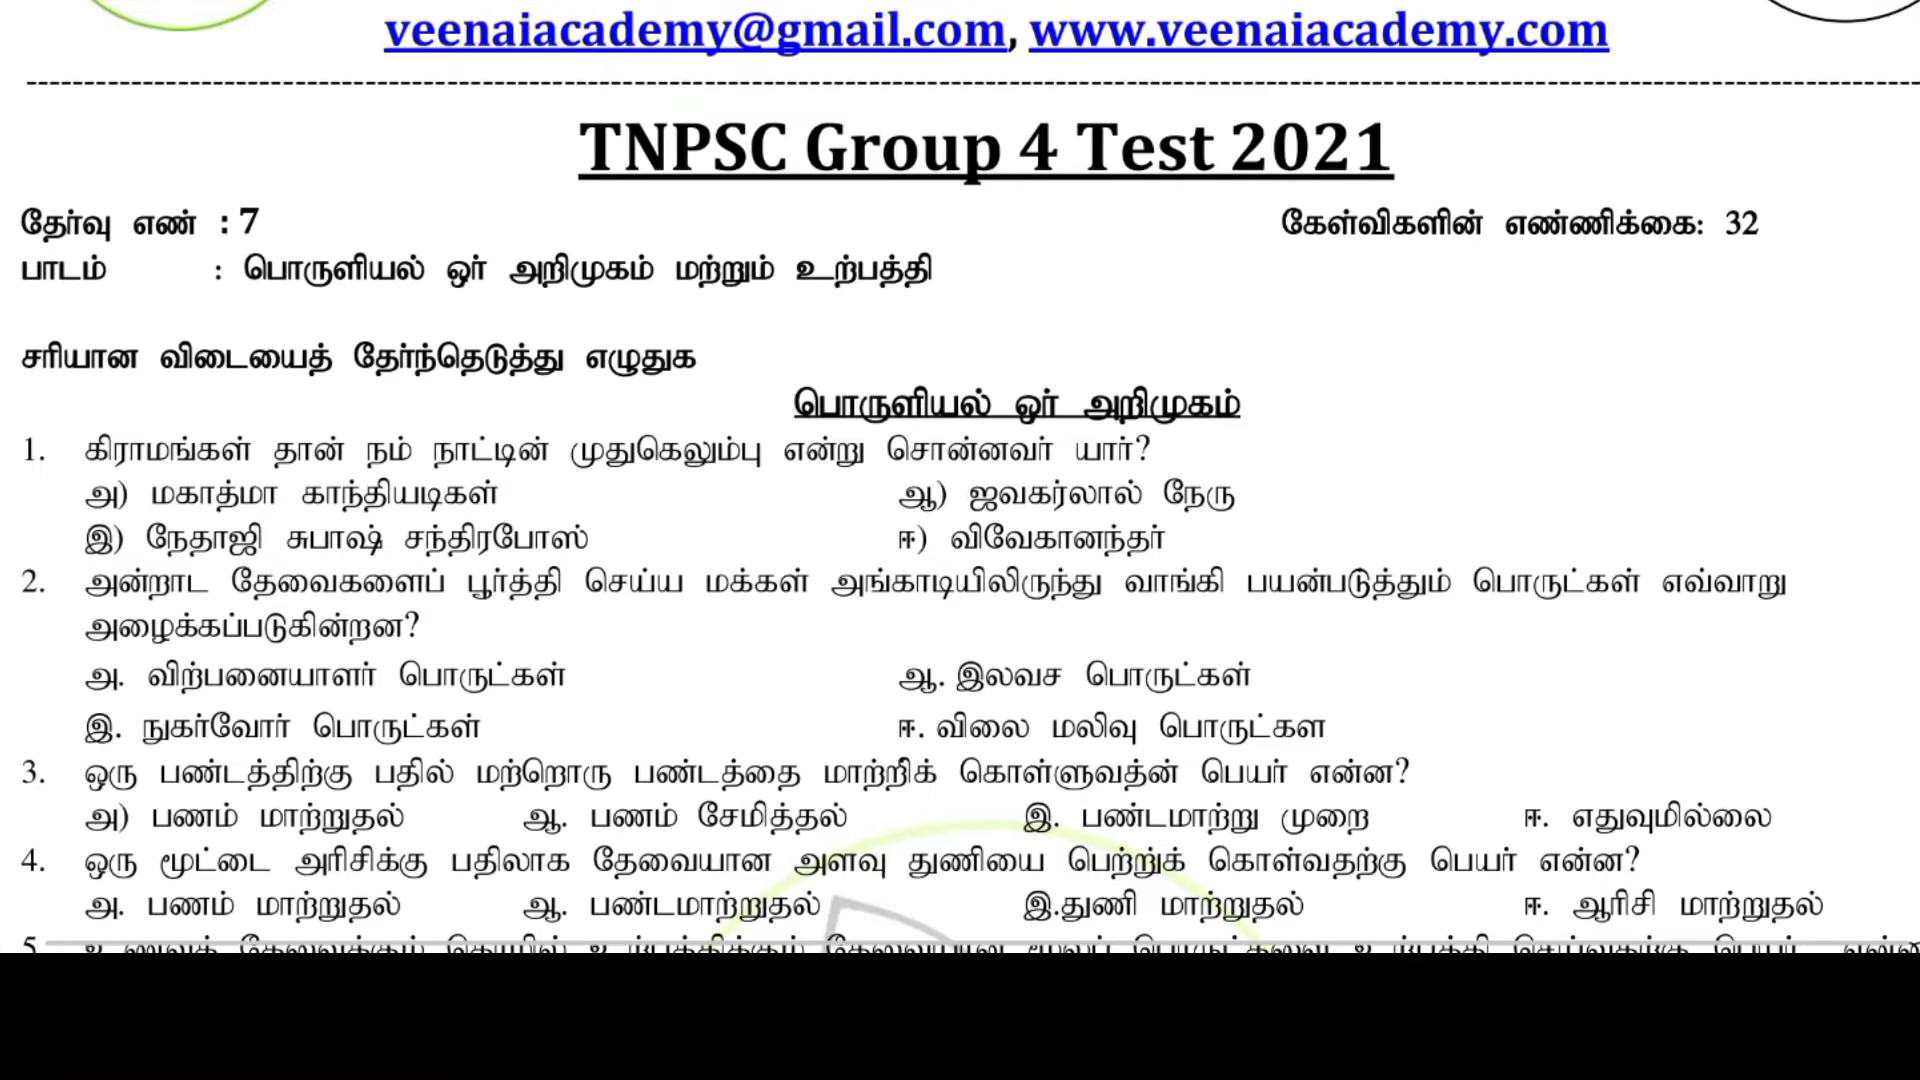 veenaiacademy@gmail.com, www.veenaiacademy.com
TNPSC Group 4 Test 2021
தேர்வு எண் : 7 கேள்விகளின் எண்ணிக்கை: 32
பாடம் : பொருளியல் ஓர் அறிமுகம் மற்றும் உற்பத்தி
சரியான விடையைத் தேர்ந்தெடுத்து எழுதுக
பொருளியல் ஓர் அறிமுகம்
1. கிராமங்கள் தான் நம் நாட்டின் முதுகெலும்பு என்று சொன்னவர் யார்?
அ) மகாத்மா காந்தியடிகள் ஆ) ஜவகர்லால் நேரு
இ) நேதாஜி சுபாஷ் சந்திரபோஸ் ஈ) விவேகானந்தர்
2. அன்றாட தேவைகளைப் பூர்த்தி செய்ய மக்கள் அங்காடியிலிருந்து வாங்கி பயன்படுத்தும் பொருட்கள் எவ்வாறு
அழைக்கப்படுகின்றன?
அ. விற்பனையாளர் பொருட்கள் ஆ. இலவச பொருட்கள்
இ. நுகர்வோர் பொருட்கள் ஈ. விலை மலிவு பொருட்கள
3. ஒரு பண்டத்திற்கு பதில் மற்றொரு பண்டத்தை மாற்றிக் கொள்ளுவத்ன் பெயர் என்ன?
அ) பணம் மாற்றுதல் ஆ. பணம் சேமித்தல் இ. பண்டமாற்று முறை ஈ. எதுவுமில்லை
4. ஒரு மூட்டை அரிசிக்கு பதிலாக தேவையான அளவு துணியை பெற்றுக் கொள்வதற்கு பெயர் என்ன?
அ. பணம் மாற்றுதல் ஆ. பண்டமாற்றுதல் இ.துணி மாற்றுதல் ஈ. ஆரிசி மாற்றுதல்
5.